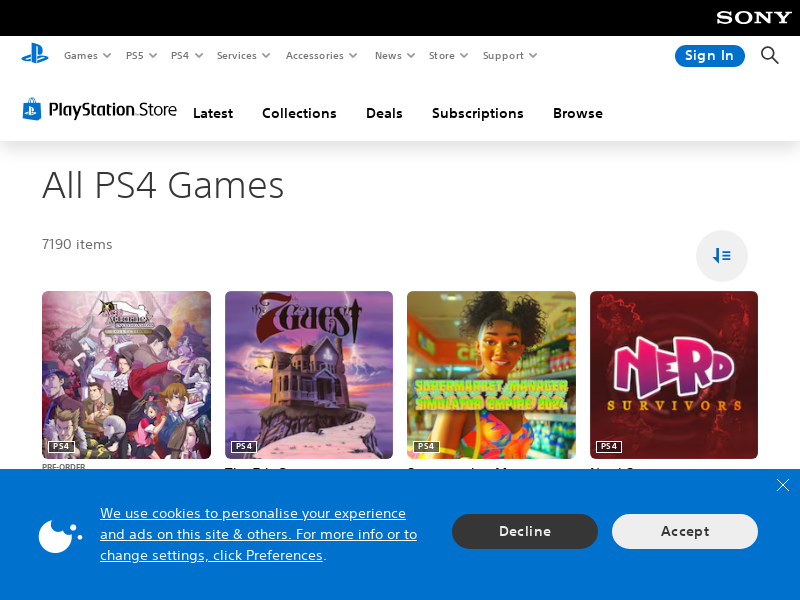 SONY
Games PS5 PS4 Services Accessories News Store Support Sign In
PlayStation Store Latest Collections Deals Subscriptions Browse
All PS4 Games
7190 items
the 7th GUEST
SUPERMARKET MANAGER
SIMULATOR EMPIRE 2024
NERD
SURVIVORS
PS4 PS4 PS4 PS4
PRE-ORDER
We use cookies to personalise your experience
and ads on this site & others. For more info or to
change settings, click Preferences.
Decline Accept